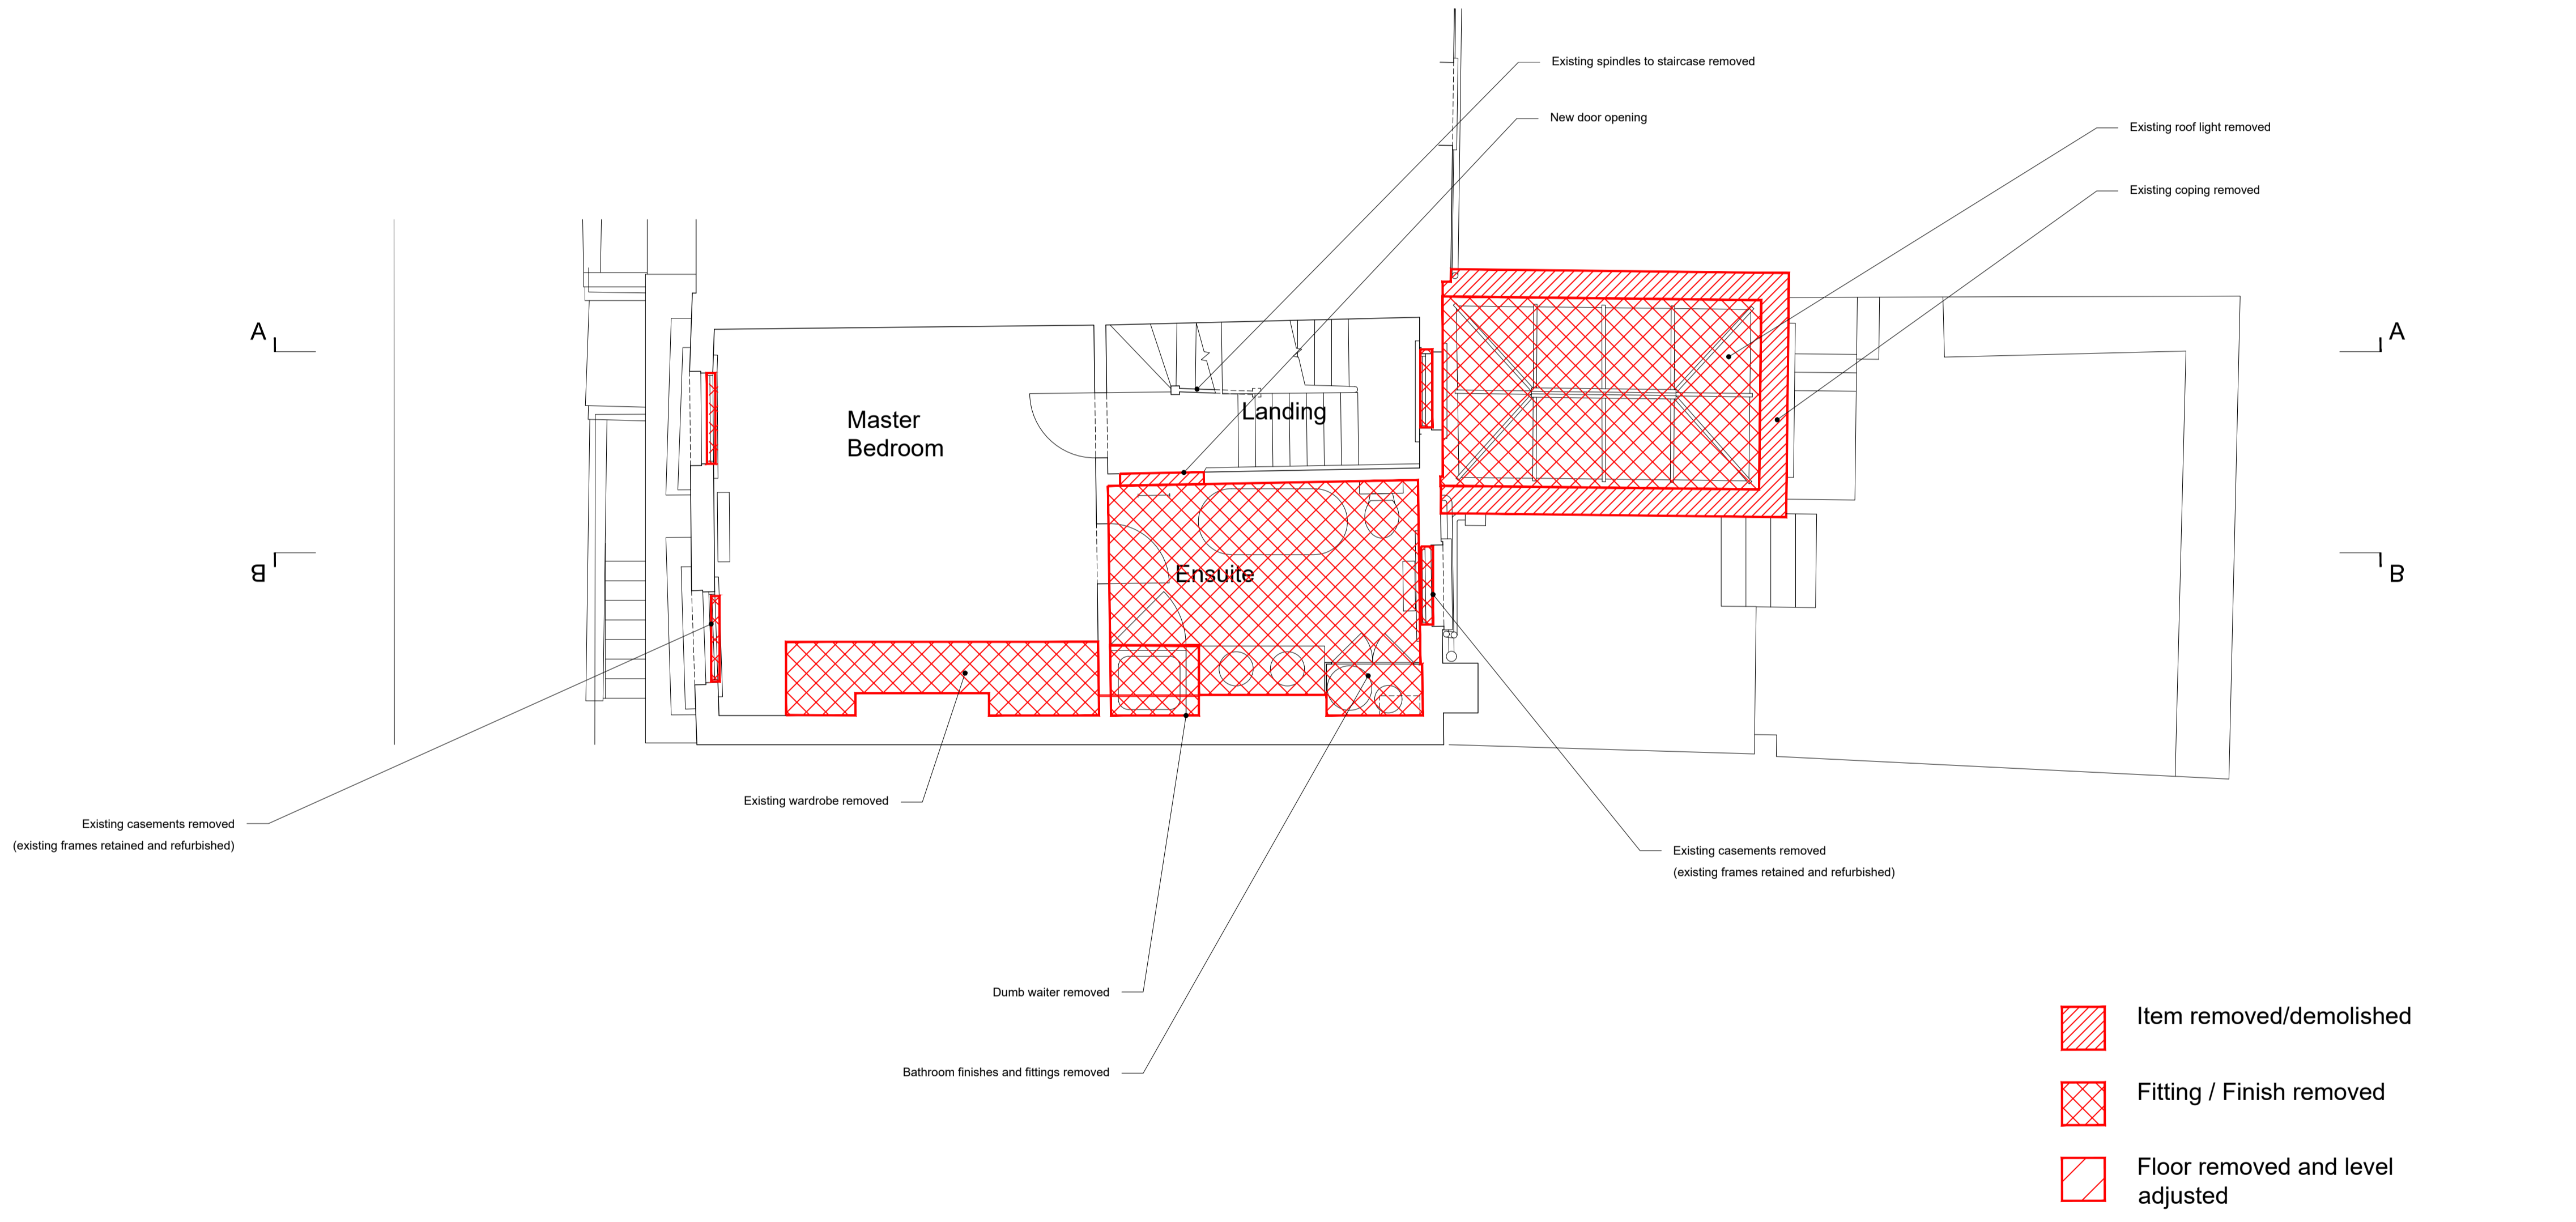 Existing spindles to staircase removed
New door opening
Existing roof light removed
Existing coping removed
A
A
Master
Bedroom
Landing
Ensuite
B
B
Existing wardrobe removed
Existing casements removed
(existing frames retained and refurbished)
Existing casements removed
(existing frames retained and refurbished)
Dumb waiter removed
Bathroom finishes and fittings removed
Item removed/demolished
Fitting / Finish removed
Floor removed and level
adjusted